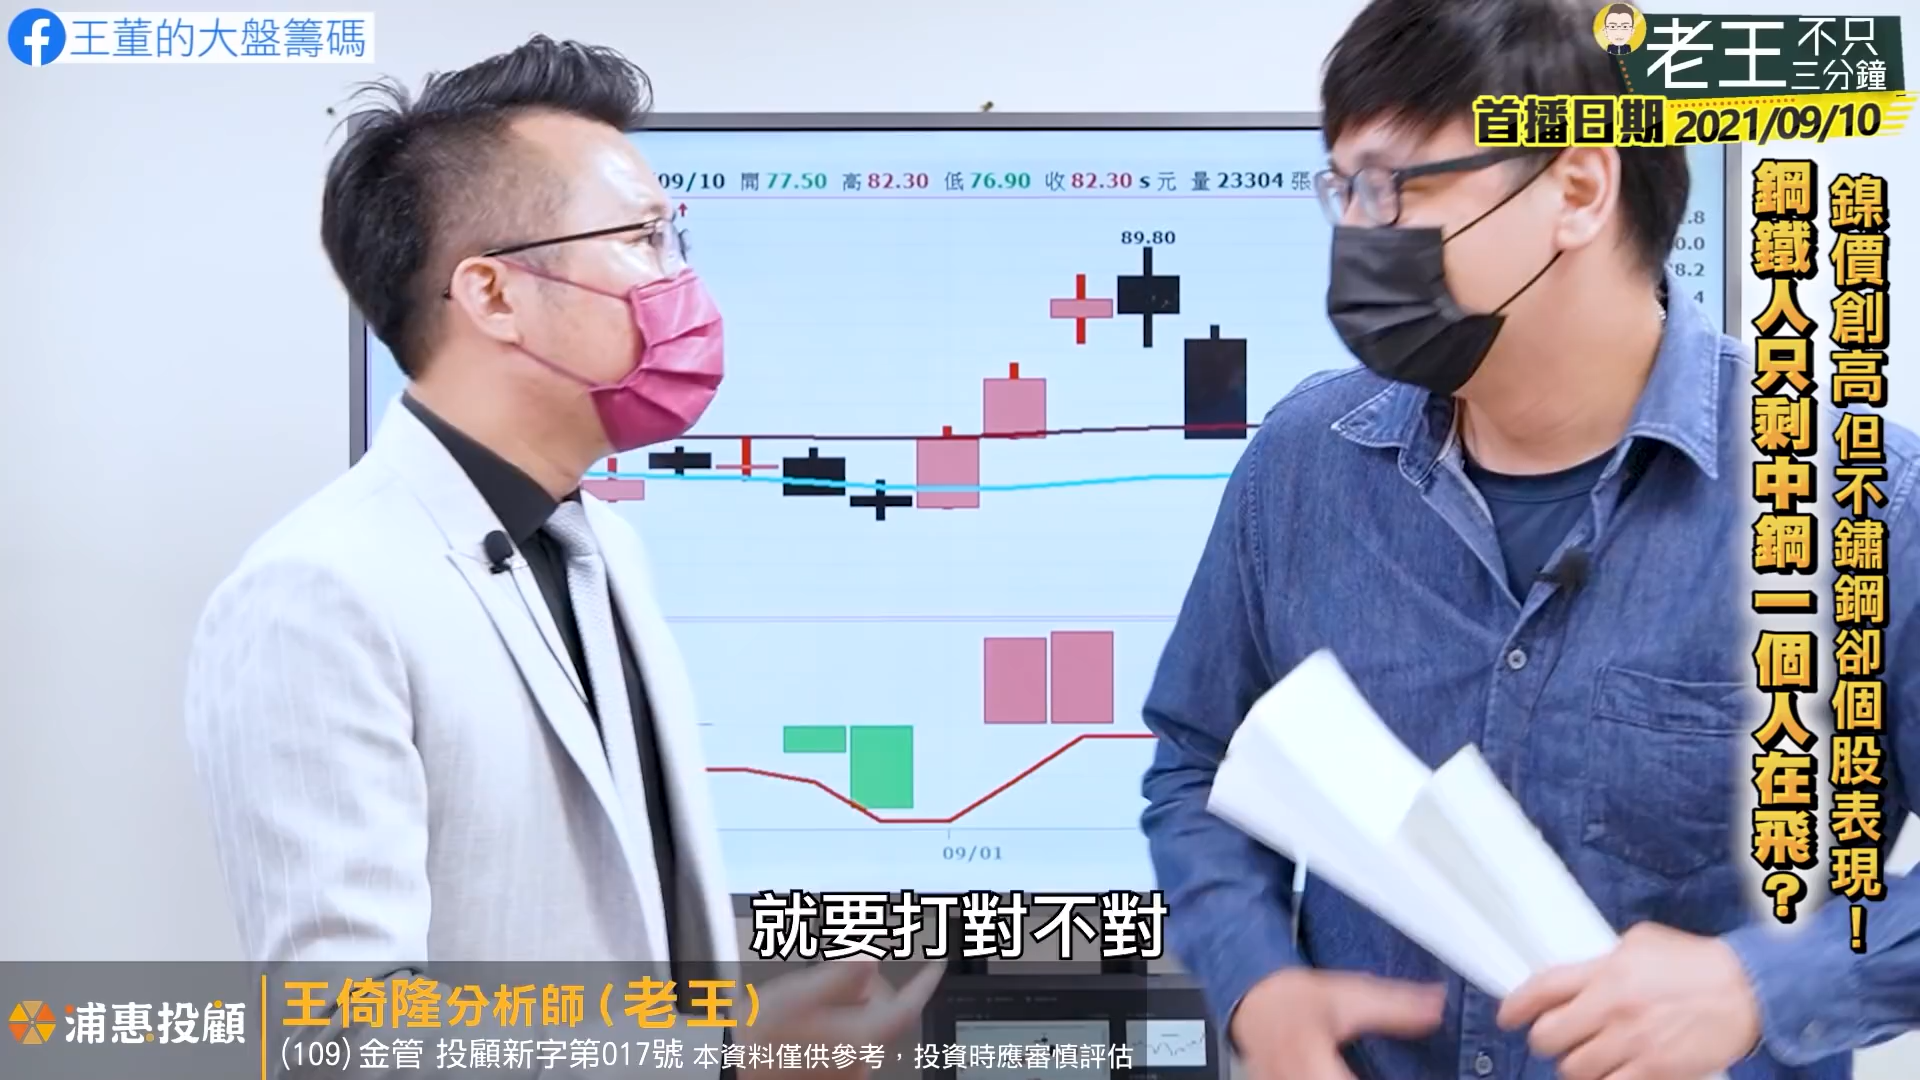 王董的大盤籌碼
老王不只三分鐘
首播日期 2021/09/10
鎳價創高但不鏽鋼卻個股表現！
鋼鐵人只剩中鋼一個人在飛？
09/10 開 77.50 高 82.30 低 76.90 收 82.30 s 元 量 23304 張
89.80
09/01
就要打對不對
浦惠投顧
王倚隆分析師(老王)
(109) 金管 投顧新字第017號 本資料僅供參考，投資時應審慎評估